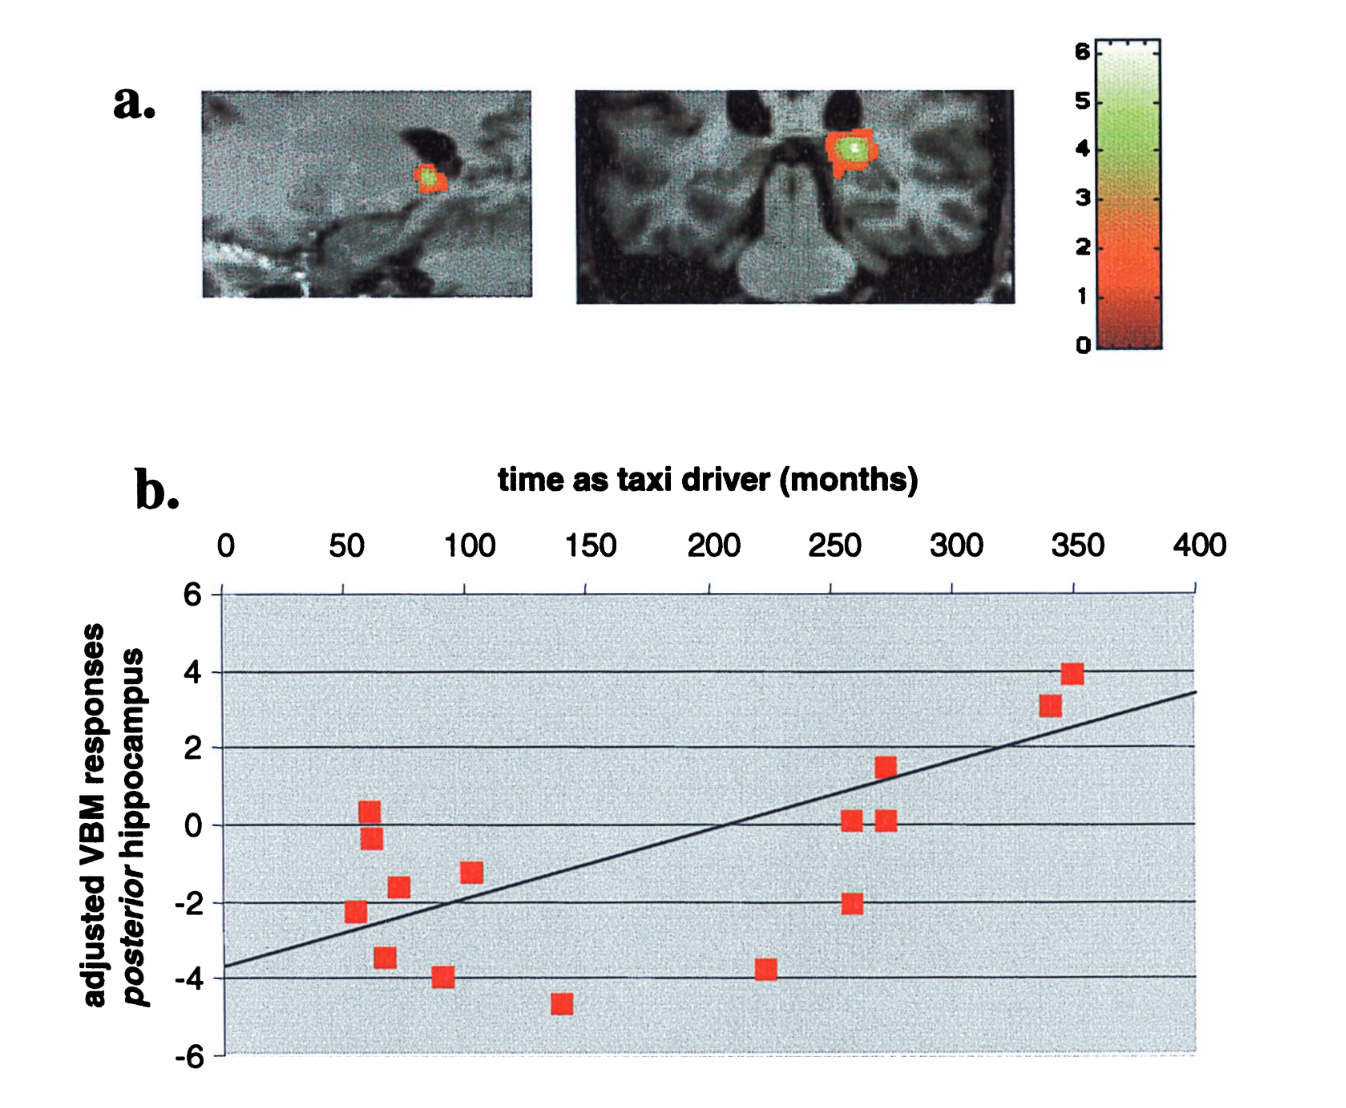 a.
6
5
4
3
2
1
0
b.
time as taxi driver (months)
0 50 100 150 200 250 300 350 400
6
4
2
0
-2
-4
-6
adjusted VBM responses
posterior hippocampus